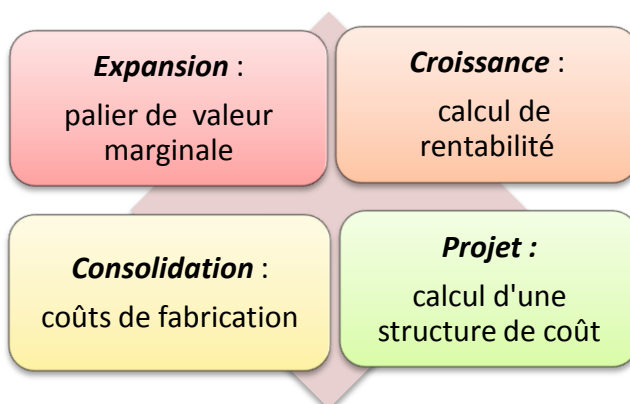 Expansion :
palier de valeur
marginale
Croissance :
calcul de
rentabilité
Consolidation :
coûts de fabrication
Projet :
calcul d'une
structure de coût